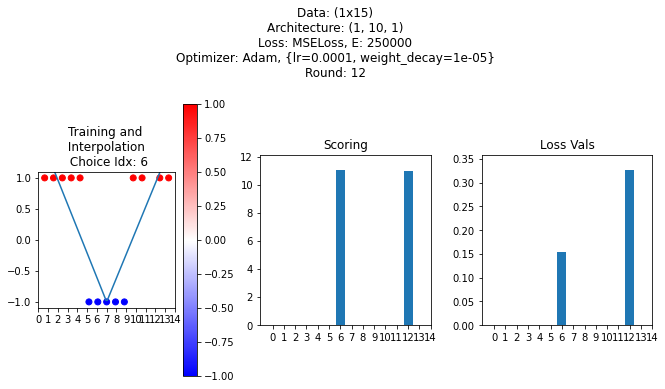 Data: (1x15)
Architecture: (1, 10, 1)
Loss: MSELoss, E: 250000
Optimizer: Adam, {lr=0.0001, weight_decay=1e-05}
Round: 12
Training and
Interpolation
Choice Idx: 6
1.0
0.5
0.0
−0.5
−1.0
0 1 2 3 4 5 6 7 8 9 10 11 12 13 14
1.00
0.75
0.50
0.25
0.00
−0.25
−0.50
−0.75
−1.00
Scoring
12
10
8
6
4
2
0
0 1 2 3 4 5 6 7 8 9 10 11 12 13 14
Loss Vals
0.35
0.30
0.25
0.20
0.15
0.10
0.05
0.00
0 1 2 3 4 5 6 7 8 9 10 11 12 13 14